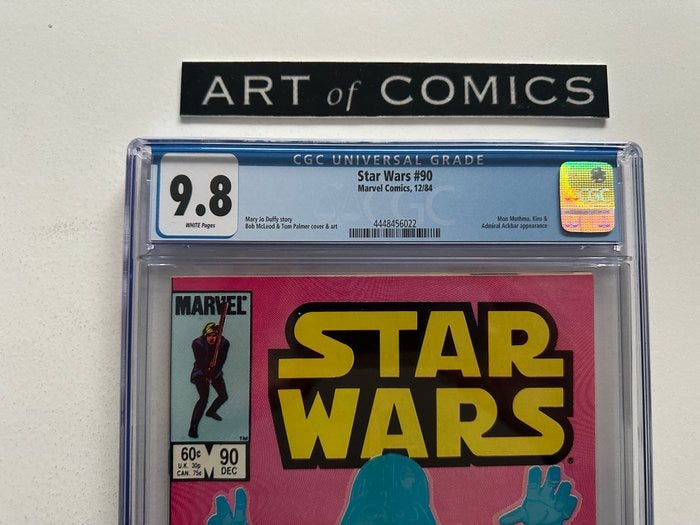 ART of COMICS
CGC UNIVERSAL GRADE
9.8
WHITE Pages
Star Wars #90
Marvel Comics, 12/84
Mary Jo Duffy story
Bob McLeod & Tom Palmer cover & art
4448456022
Mon Mothma, Kiro &
Admiral Ackbar appearance
CGC
MARVEL
TM
60¢
U.K. 30p
CAN. 75¢
M
90
DEC
STAR
WARS
®